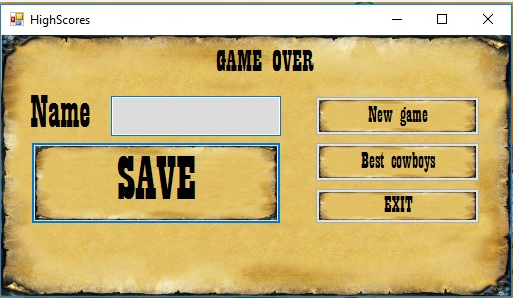 HighScores
GAME OVER
Name
SAVE
New game
Best cowboys
EXIT